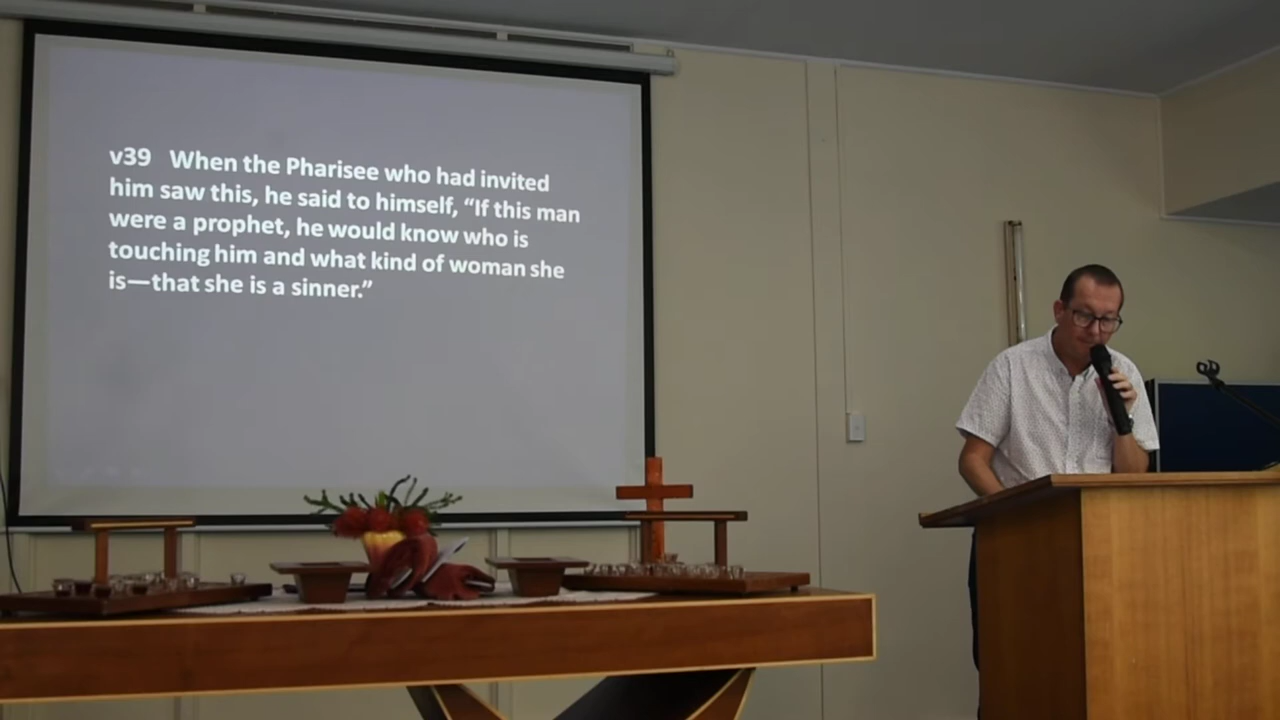 v39 When the Pharisee who had invited
him saw this, he said to himself, “If this man
were a prophet, he would know who is
touching him and what kind of woman she
is—that she is a sinner.”